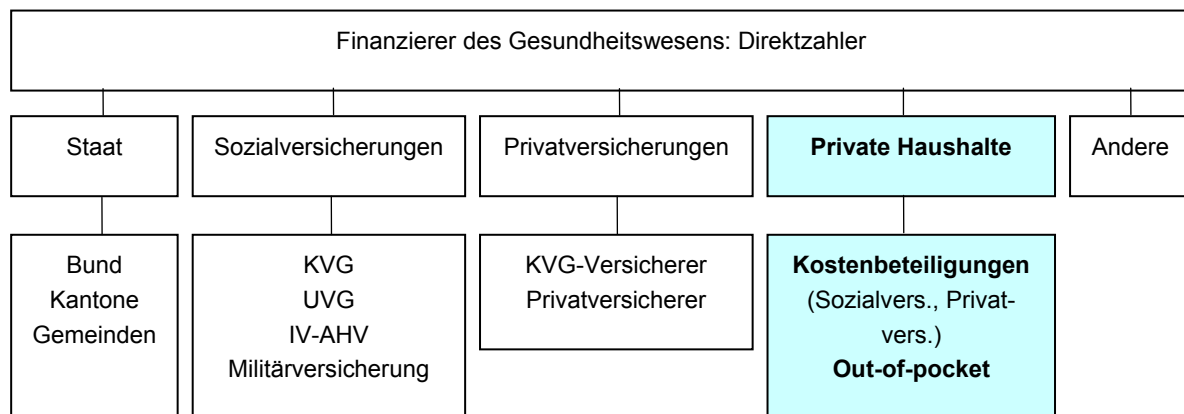 Finanzierer des Gesundheitswesens: Direktzahler
Staat
Sozialversicherungen
Privatversicherungen
Private Haushalte
Andere
Bund
Kantone
Gemeinden
KVG
UVG
IV-AHV
Militärversicherung
KVG-Versicherer
Privatversicherer
Kostenbeteiligungen
(Sozialvers., Privat-
vers.)
Out-of-pocket